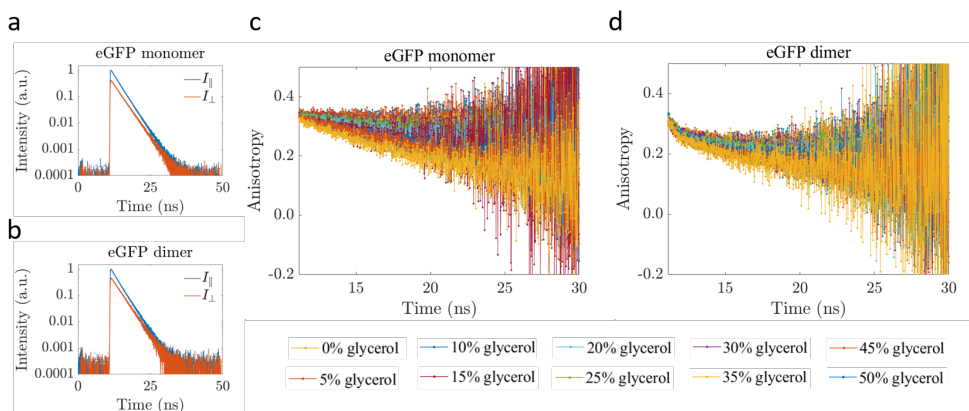 a
eGFP monomer
Intensity (a.u.)
1
0.1
0.01
0.001
0.0001
0
25
50
Time (ns)
I∥
I⊥
b
eGFP dimer
Intensity (a.u.)
1
0.1
0.01
0.001
0.0001
0
25
50
Time (ns)
I∥
I⊥
c
eGFP monomer
Anisotropy
0.4
0.2
0.0
-0.2
15
20
25
30
Time (ns)
d
eGFP dimer
Anisotropy
0.4
0.2
0.0
-0.2
15
20
25
30
Time (ns)
0% glycerol
10% glycerol
20% glycerol
30% glycerol
45% glycerol
5% glycerol
15% glycerol
25% glycerol
35% glycerol
50% glycerol